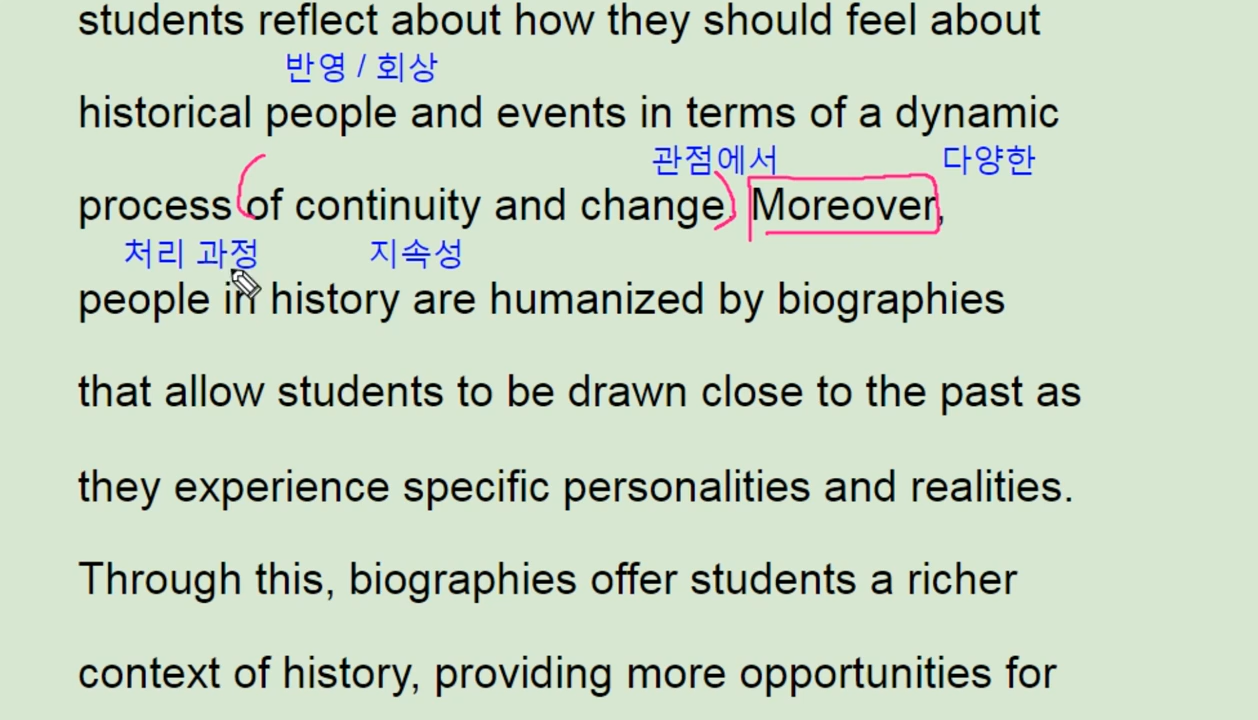 students reflect about how they should feel about
반영 / 회상
historical people and events in terms of a dynamic
관점에서 다양한
process of continuity and change. Moreover,
처리 과정 지속성
people in history are humanized by biographies
that allow students to be drawn close to the past as
they experience specific personalities and realities.
Through this, biographies offer students a richer
context of history, providing more opportunities for